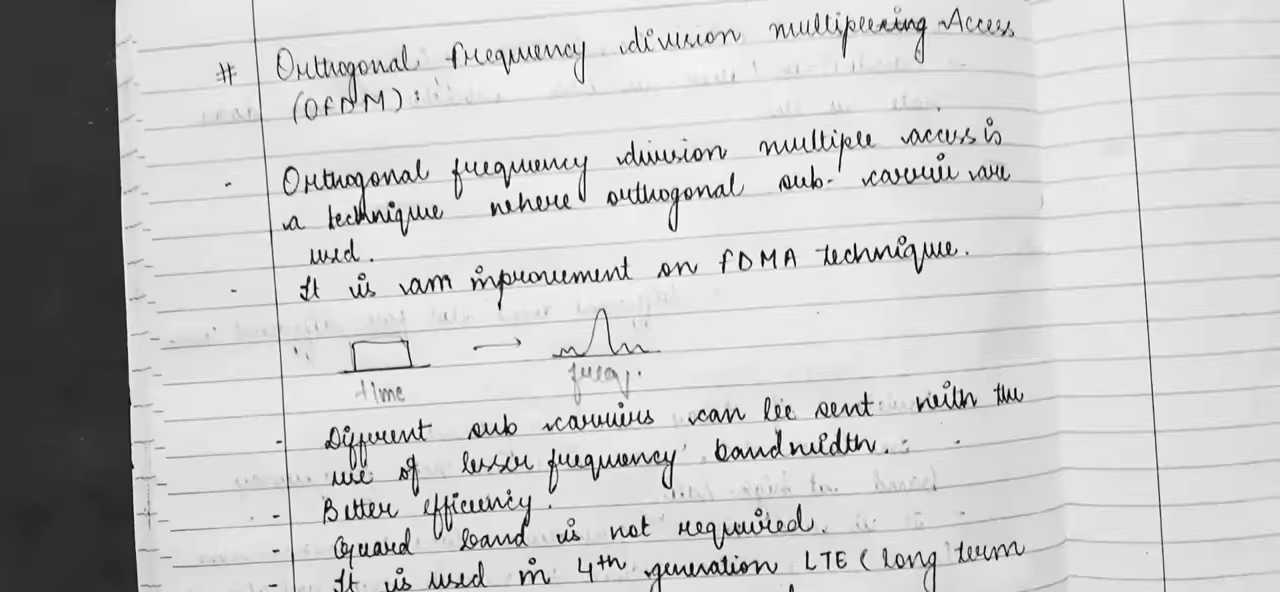 # Orthogonal frequency division multiplexing Access
(OFDM):
- Orthogonal frequency division multiple access is
a technique where orthogonal sub-carrier are
used.
- It is am improvement on FDMA technique.
→
time freq.
- Different sub carriers can be sent with the
use of lesser frequency bandwidth.
- Better efficiency.
- Guard band is not required.
- It is used in 4th generation LTE (long term